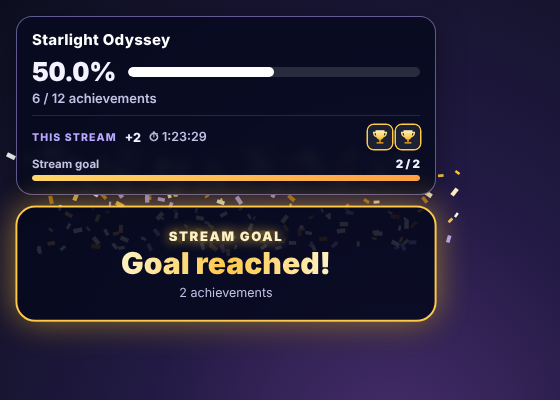 Starlight Odyssey
50.0%
6 / 12 achievements
THIS STREAM +2 ⏱ 1:23:29
Stream goal 2 / 2
STREAM GOAL
Goal reached!
2 achievements